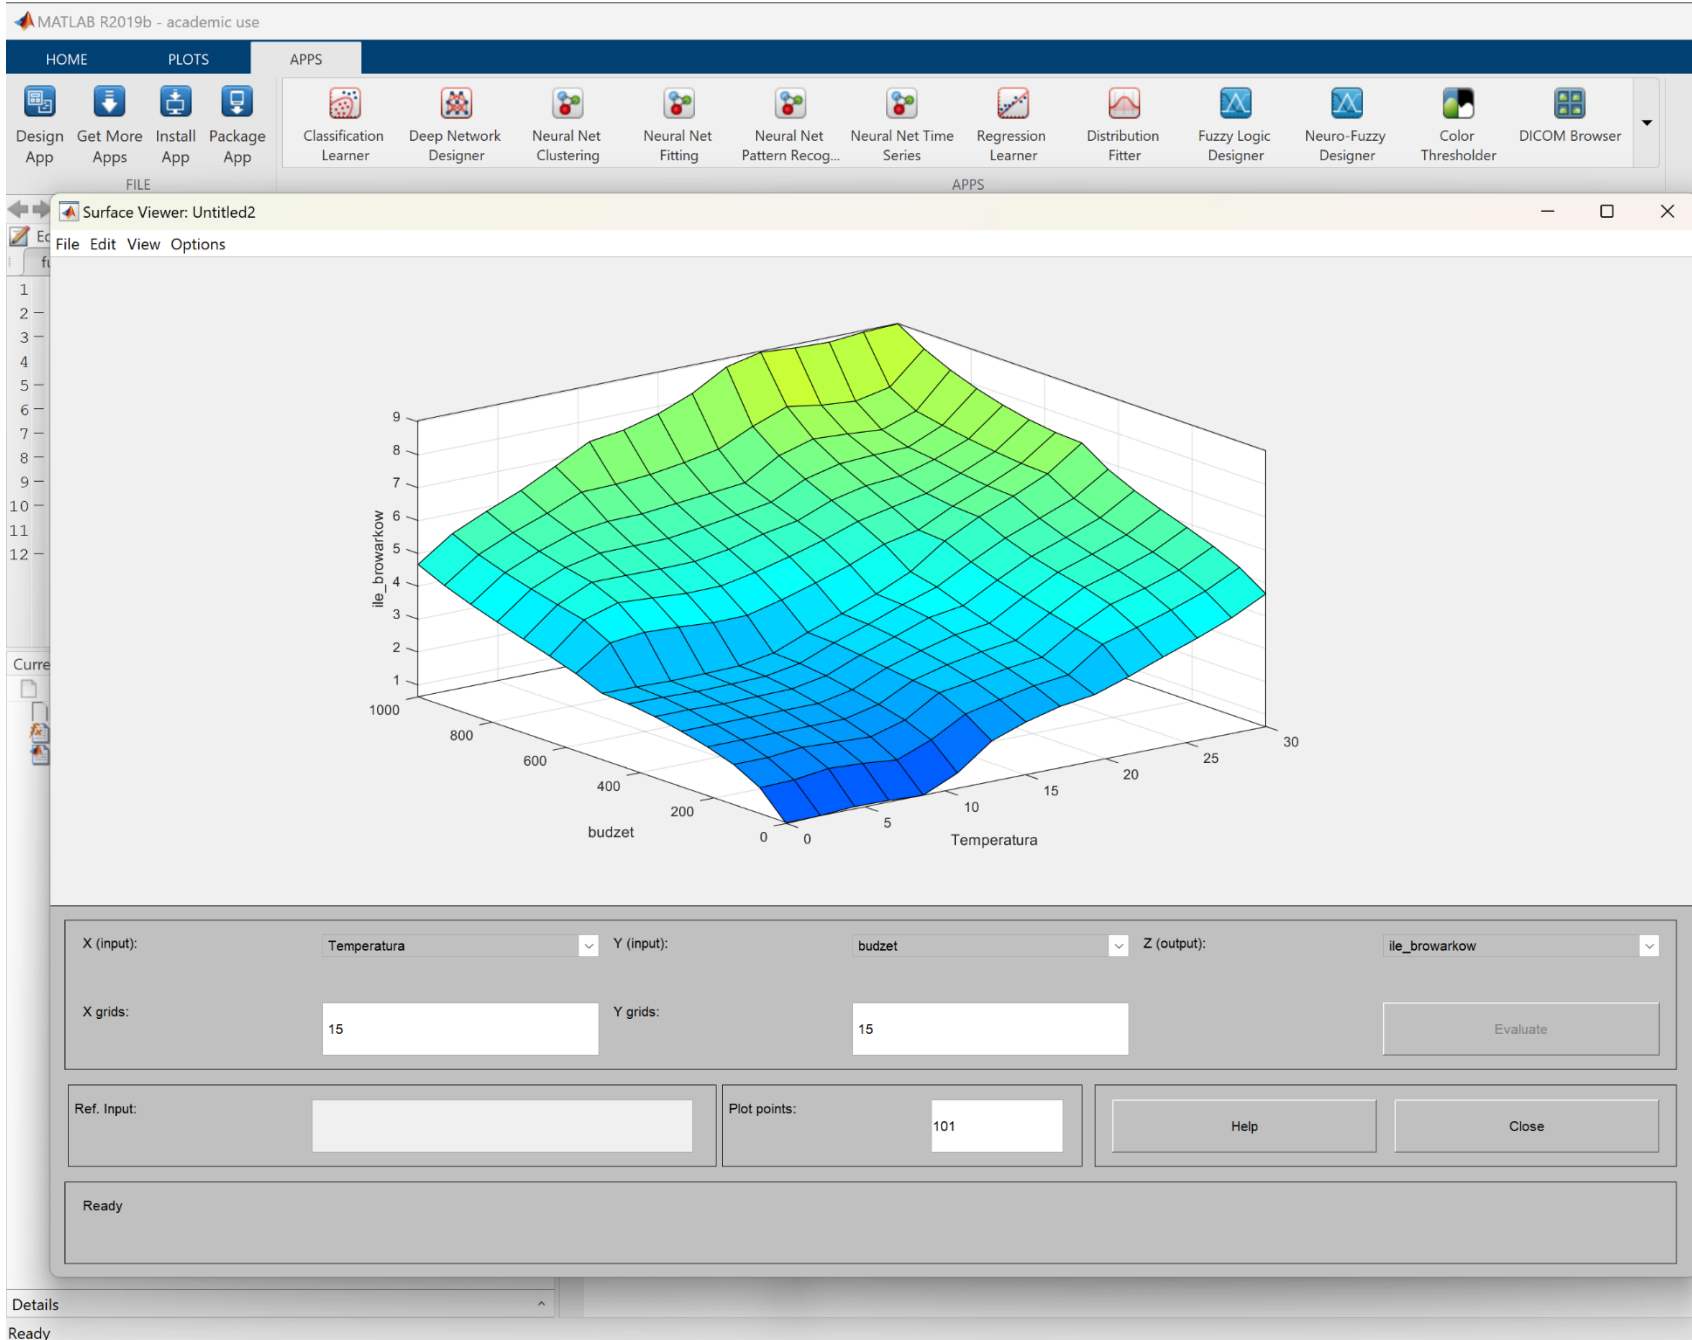 MATLAB R2019b - academic use
HOME PLOTS APPS
Design App
Get More Apps
Install App
Package App
Classification Learner
Deep Network Designer
Neural Net Clustering
Neural Net Fitting
Neural Net Pattern Recog...
Neural Net Time Series
Regression Learner
Distribution Fitter
Fuzzy Logic Designer
Neuro-Fuzzy Designer
Color Thresholder
DICOM Browser
FILE APPS
Surface Viewer: Untitled2
File Edit View Options
1
2
3
4
5
6
7
8
9
10
11
12
9
8
7
6
5
4
3
2
1
ile_browarkow
1000
800
600
400
200
0
budzet
0
5
10
15
20
25
30
Temperatura
X (input): Temperatura Y (input): budzet Z (output): ile_browarkow
X grids: 15 Y grids: 15 Evaluate
Ref. Input: Plot points: 101 Help Close
Ready
Details
Ready